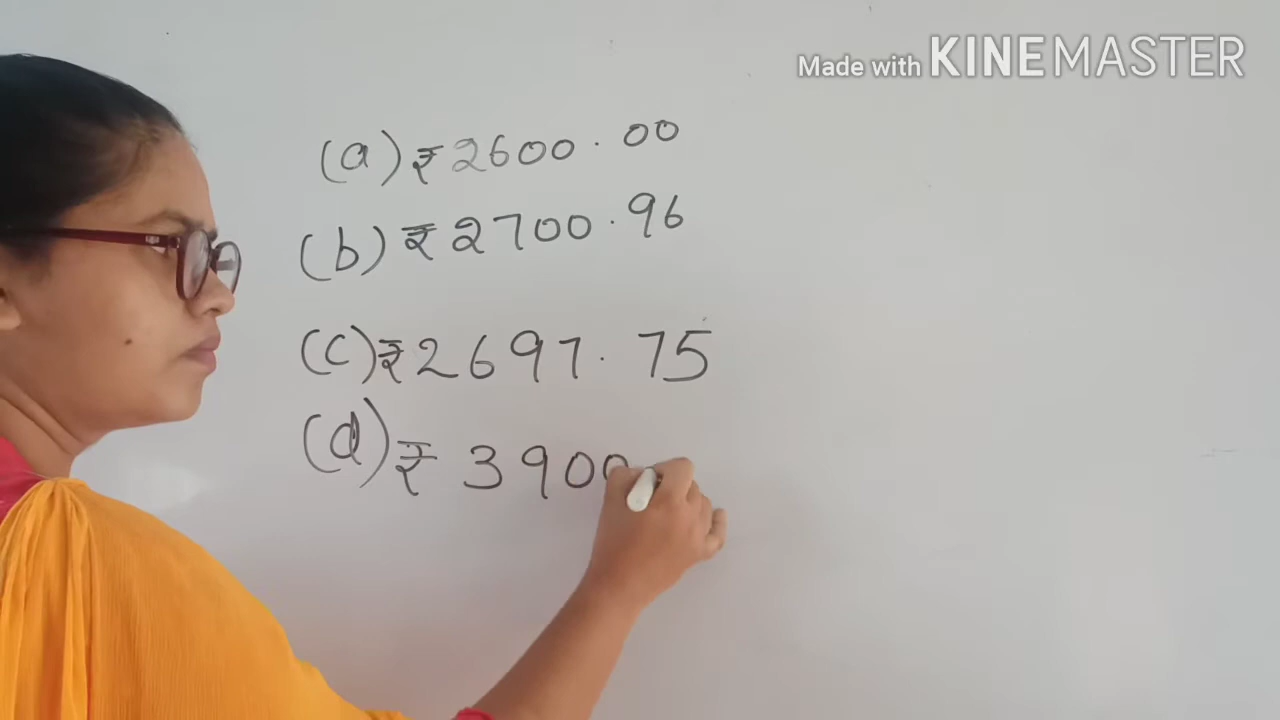 Made with KINEMASTER
(a) ₹ 2600.00
(b) ₹ 2700.96
(c) ₹ 2697.75
(d) ₹ 3900